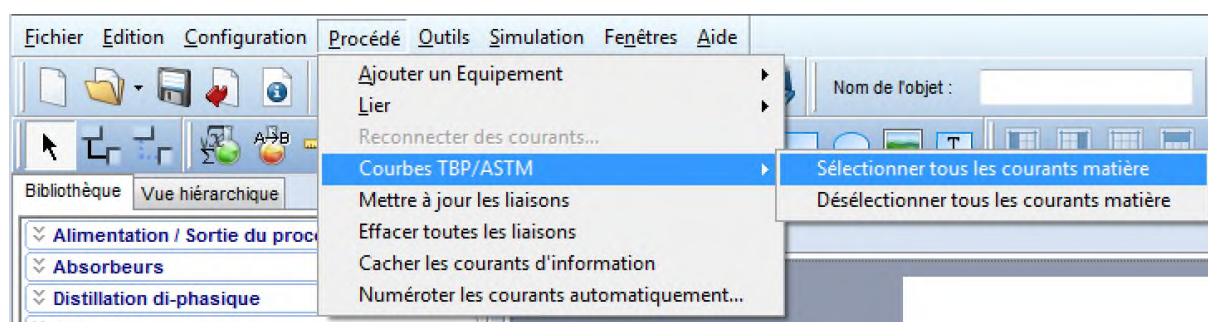 Fichier Edition Configuration Procédé Outils Simulation Fenêtres Aide
Nom de l'objet :
A→B
T
Bibliothèque Vue hiérarchique
Alimentation / Sortie du proc
Absorbeurs
Distillation di-phasique
Ajouter un Equipement
Lier
Reconnecter des courants...
Courbes TBP/ASTM
Mettre à jour les liaisons
Effacer toutes les liaisons
Cacher les courants d'information
Numéroter les courants automatiquement...
Sélectionner tous les courants matière
Désélectionner tous les courants matière